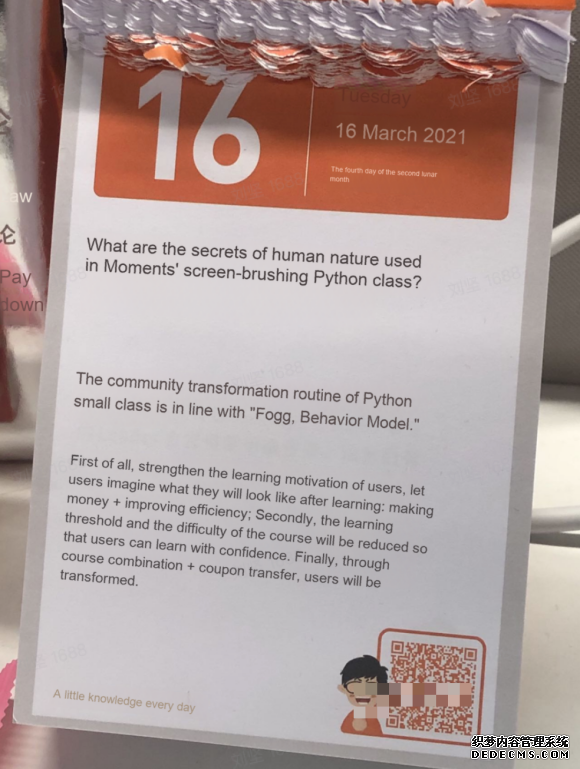 16
Tuesday
16 March 2021
The fourth day of the second lunar
month
aw
论
Pay
down
What are the secrets of human nature used
in Moments' screen-brushing Python class?
The community transformation routine of Python
small class is in line with "Fogg, Behavior Model."
First of all, strengthen the learning motivation of users, let
users imagine what they will look like after learning: making
money + improving efficiency; Secondly, the learning
threshold and the difficulty of the course will be reduced so
that users can learn with confidence. Finally, through
course combination + coupon transfer, users will be
transformed.
A little knowledge every day
织梦内容管理系统
DEDECMS.COM